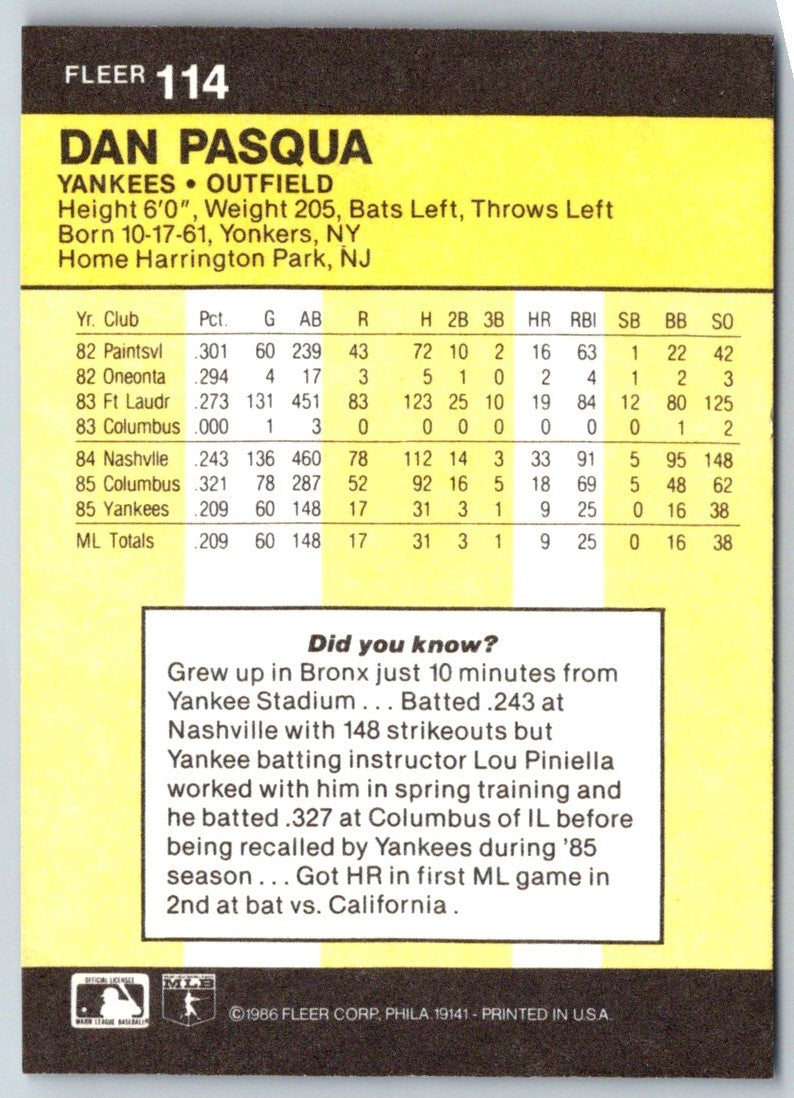 FLEER 114
DAN PASQUA
YANKEES • OUTFIELD
Height 6'0", Weight 205, Bats Left, Throws Left
Born 10-17-61, Yonkers, NY
Home Harrington Park, NJ
Yr. Club Pct. G AB R H 2B 3B HR RBI SB BB SO
82 Paintsvl .301 60 239 43 72 10 2 16 63 1 22 42
82 Oneonta .294 4 17 3 5 1 0 2 4 1 2 3
83 Ft Laudr .273 131 451 83 123 25 10 19 84 12 80 125
83 Columbus .000 1 3 0 0 0 0 0 0 0 1 2
84 Nashvlle .243 136 460 78 112 14 3 33 91 5 95 148
85 Columbus .321 78 287 52 92 16 5 18 69 5 48 62
85 Yankees .209 60 148 17 31 3 1 9 25 0 16 38
ML Totals .209 60 148 17 31 3 1 9 25 0 16 38
Did you know?
Grew up in Bronx just 10 minutes from
Yankee Stadium . . . Batted .243 at
Nashville with 148 strikeouts but
Yankee batting instructor Lou Piniella
worked with him in spring training and
he batted .327 at Columbus of IL before
being recalled by Yankees during '85
season . . . Got HR in first ML game in
2nd at bat vs. California .
OFFICIAL LICENSEE
MAJOR LEAGUE BASEBALL
MLB
©1986 FLEER CORP., PHILA. 19141 - PRINTED IN U.S.A.